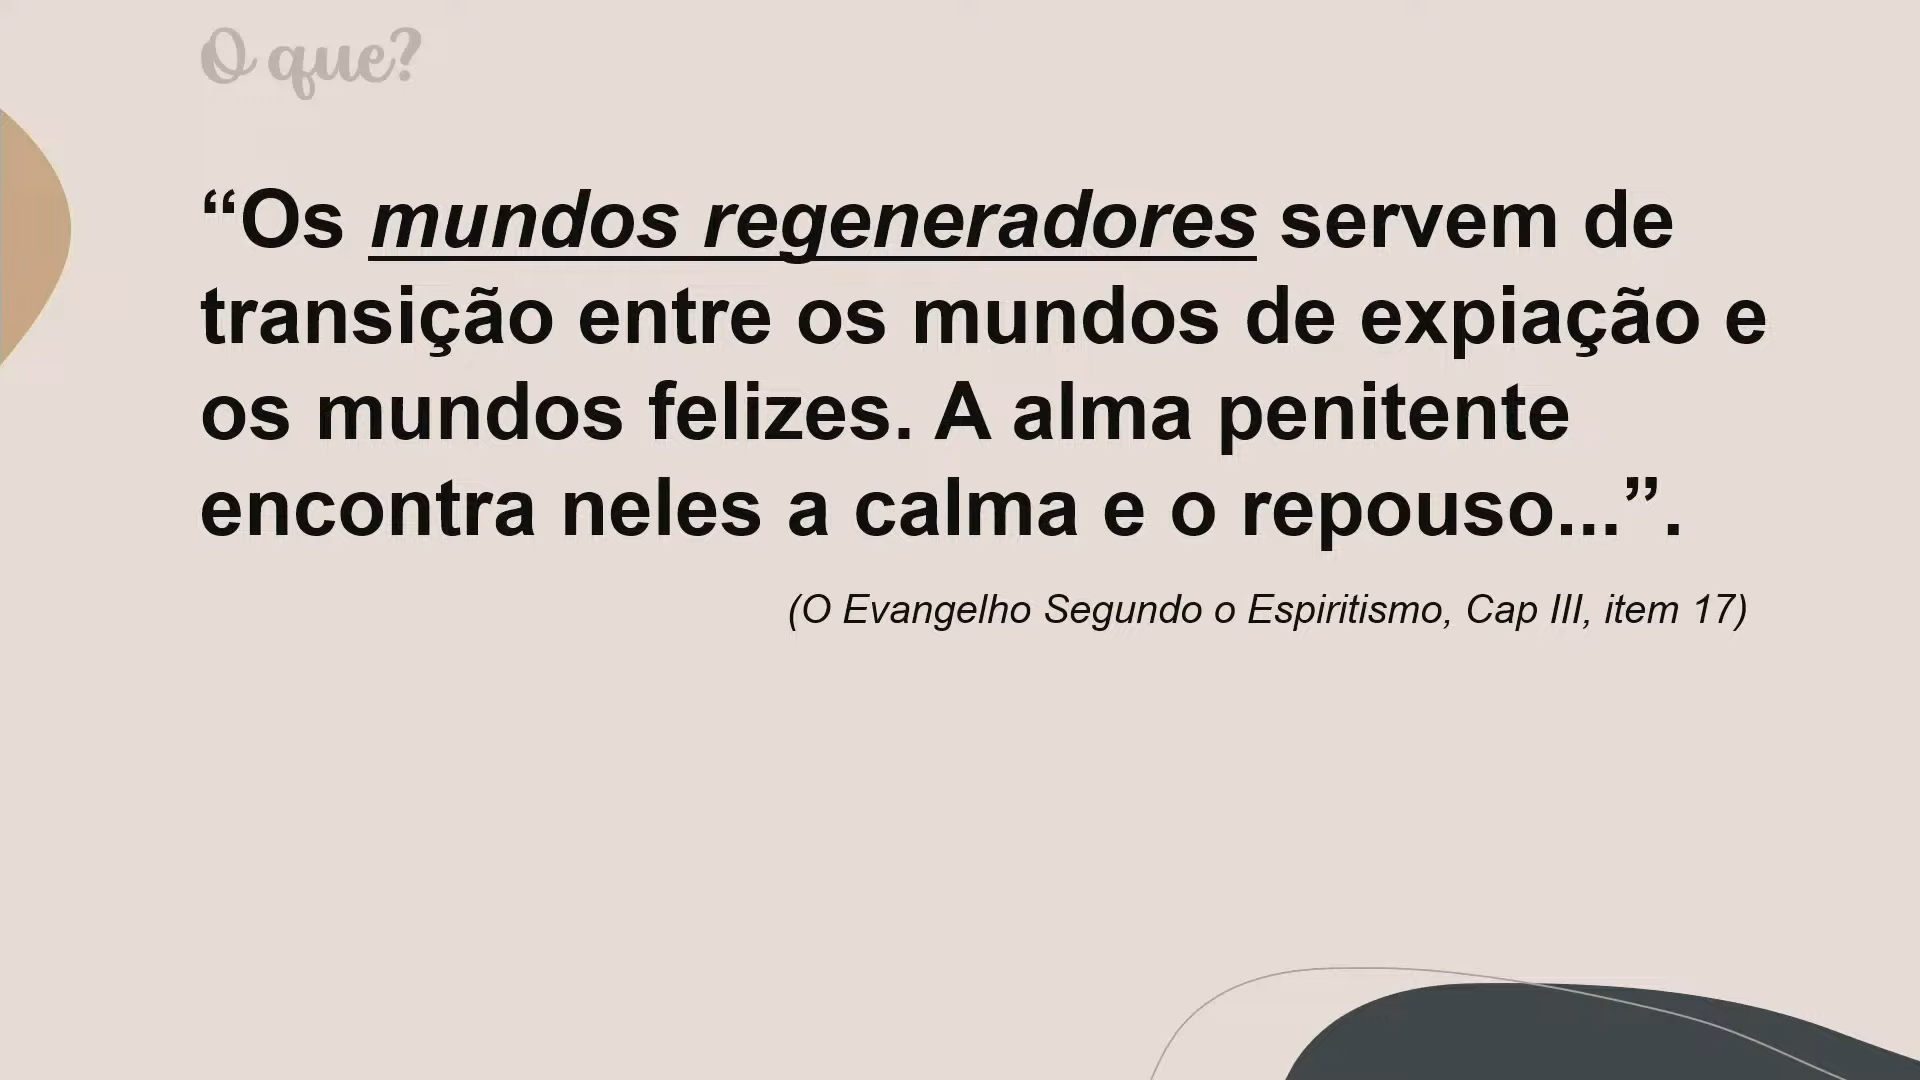 O que?
“Os mundos regeneradores servem de
transição entre os mundos de expiação e
os mundos felizes. A alma penitente
encontra neles a calma e o repouso...”.
(O Evangelho Segundo o Espiritismo, Cap III, item 17)